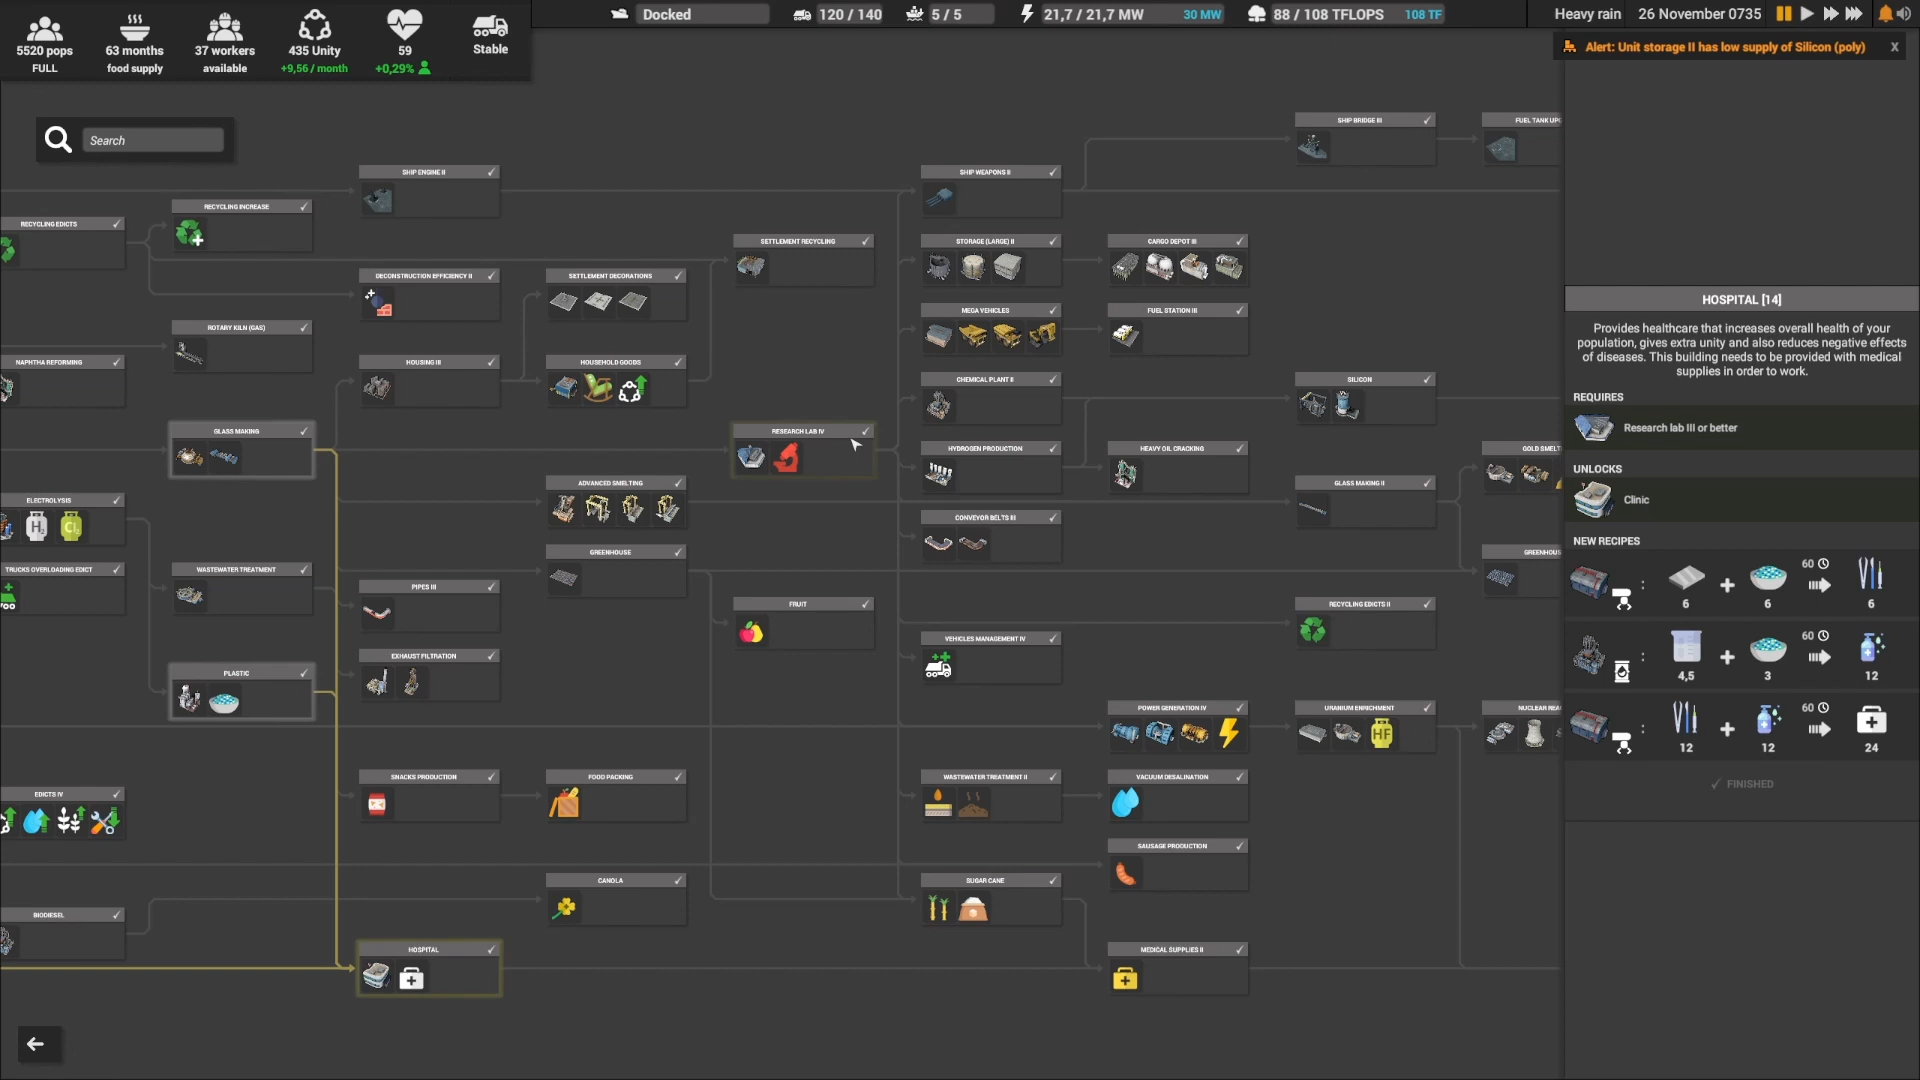 5520 pops
FULL
63 months
food supply
37 workers
available
435 Unity
+9,56 / month
59
+0,29%
Stable
Docked
120 / 140
5 / 5
21,7 / 21,7 MW
30 MW
88 / 108 TFLOPS
108 TF
Heavy rain
26 November 0735
Alert: Unit storage II has low supply of Silicon (poly)
X
Search
SHIP BRIDGE III
FUEL TANK UP
SHIP ENGINE II
SHIP WEAPONS II
RECYCLING INCREASE
RECYCLING EDICTS
SETTLEMENT RECYCLING
STORAGE (LARGE) II
CARGO DEPOT III
DECONSTRUCTION EFFICIENCY II
SETTLEMENT DECORATIONS
MEGA VEHICLES
FUEL STATION III
ROTARY KILN (GAS)
NAPHTHA REFORMING
HOUSING III
HOUSEHOLD GOODS
CHEMICAL PLANT II
SILICON
GLASS MAKING
RESEARCH LAB IV
HYDROGEN PRODUCTION
HEAVY OIL CRACKING
GOLD SMELT
ADVANCED SMELTING
GLASS MAKING II
ELECTROLYSIS
H2
Cl2
CONVEYOR BELTS III
GREENHOUSE
GREENHOUS
TRUCKS OVERLOADING EDICT
WASTEWATER TREATMENT
PIPES III
FRUIT
RECYCLING EDICTS II
VEHICLES MANAGEMENT IV
EXHAUST FILTRATION
PLASTIC
POWER GENERATION IV
URANIUM ENRICHMENT
NUCLEAR REA
HF
SNACKS PRODUCTION
FOOD PACKING
WASTEWATER TREATMENT II
VACUUM DESALINATION
EDICTS IV
SAUSAGE PRODUCTION
CANOLA
SUGAR CANE
BIODIESEL
HOSPITAL
MEDICAL SUPPLIES II
HOSPITAL [14]
Provides healthcare that increases overall health of your
population, gives extra unity and also reduces negative effects
of diseases. This building needs to be provided with medical
supplies in order to work.
REQUIRES
Research lab III or better
UNLOCKS
Clinic
NEW RECIPES
: 6 + 6 60 6
: 4,5 + 3 60 12
: 12 + 12 60 24
FINISHED